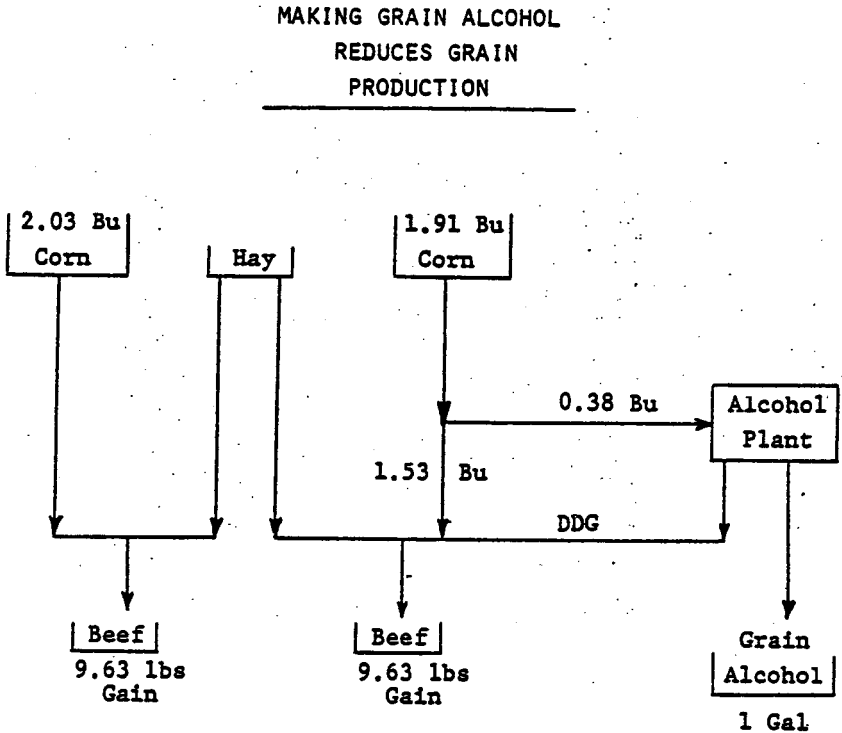 MAKING GRAIN ALCOHOL
REDUCES GRAIN
PRODUCTION
2.03 Bu
Corn
Hay
1.91 Bu
Corn
0.38 Bu
Alcohol
Plant
1.53 Bu
DDG
Beef
9.63 lbs
Gain
Beef
9.63 lbs
Gain
Grain
Alcohol
1 Gal